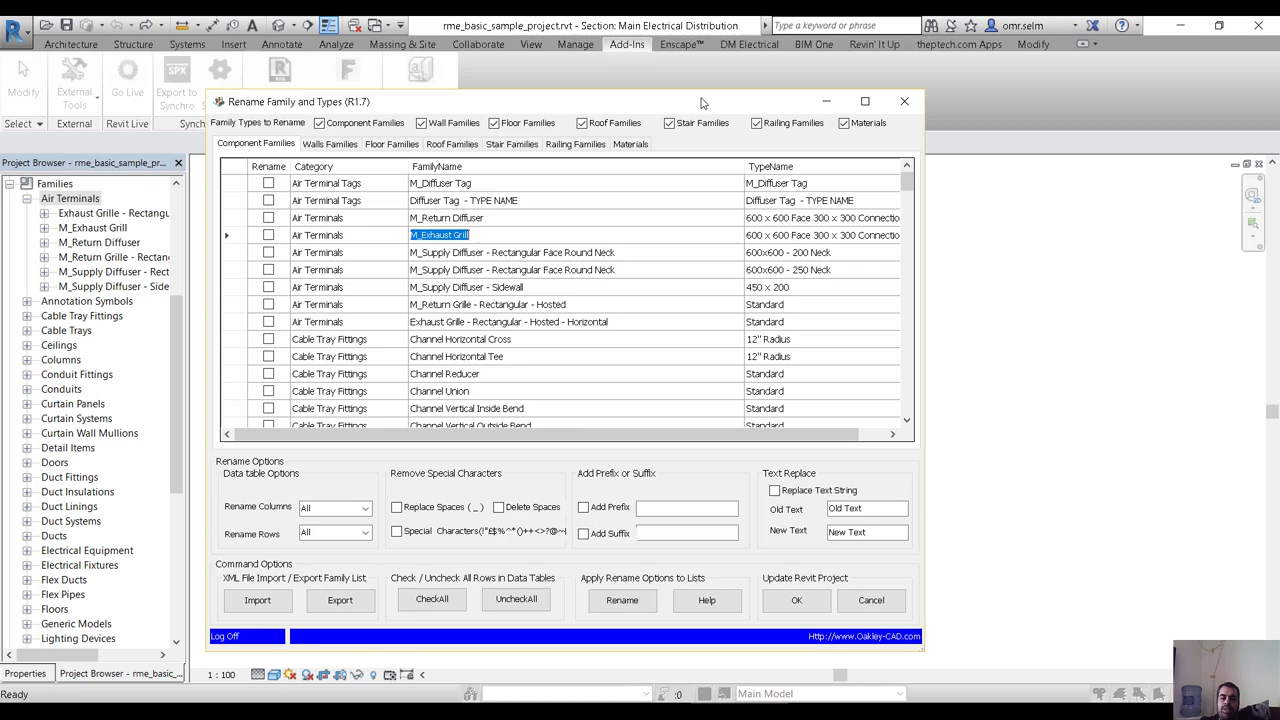 rme_basic_sample_project.rvt - Section: Main Electrical Distribution
Type a keyword or phrase
omr.selm
Architecture Structure Systems Insert Annotate Analyze Massing & Site Collaborate View Manage Add-Ins Enscape™ DM Electrical BIM One Revin' It Up theptech.com Apps Modify
Modify
External Tools
Go Live
Export to Synchro
Select
External
Revit Live
Synch
Project Browser - rme_basic_sample_pr...
Families
Air Terminals
Exhaust Grille - Rectangu
M_Exhaust Grill
M_Return Diffuser
M_Return Grille - Rectang
M_Supply Diffuser - Rect
M_Supply Diffuser - Side
Annotation Symbols
Cable Tray Fittings
Cable Trays
Ceilings
Columns
Conduit Fittings
Conduits
Curtain Panels
Curtain Systems
Curtain Wall Mullions
Detail Items
Doors
Duct Fittings
Duct Insulations
Duct Linings
Duct Systems
Ducts
Electrical Equipment
Electrical Fixtures
Flex Ducts
Flex Pipes
Floors
Generic Models
Lighting Devices
Properties
Project Browser - rme_basic_...
Rename Family and Types (R1.7)
Family Types to Rename Component Families Wall Families Floor Families Roof Families Stair Families Railing Families Materials
Component Families Walls Families Floor Families Roof Families Stair Families Railing Families Materials
Rename Category FamilyName TypeName
Air Terminal Tags M_Diffuser Tag M_Diffuser Tag
Air Terminal Tags Diffuser Tag - TYPE NAME Diffuser Tag - TYPE NAME
Air Terminals M_Return Diffuser 600 x 600 Face 300 x 300 Connectio
Air Terminals M_Exhaust Grill 600 x 600 Face 300 x 300 Connectio
Air Terminals M_Supply Diffuser - Rectangular Face Round Neck 600x600 - 200 Neck
Air Terminals M_Supply Diffuser - Rectangular Face Round Neck 600x600 - 250 Neck
Air Terminals M_Supply Diffuser - Sidewall 450 x 200
Air Terminals M_Return Grille - Rectangular - Hosted Standard
Air Terminals Exhaust Grille - Rectangular - Hosted - Horizontal Standard
Cable Tray Fittings Channel Horizontal Cross 12" Radius
Cable Tray Fittings Channel Horizontal Tee 12" Radius
Cable Tray Fittings Channel Reducer Standard
Cable Tray Fittings Channel Union Standard
Cable Tray Fittings Channel Vertical Inside Bend Standard
Cable Tray Fittings Channel Vertical Outside Bend Standard
Rename Options
Data table Options
Rename Columns All
Rename Rows All
Remove Special Characters
Replace Spaces ( _ ) Delete Spaces
Add Prefix or Suffix
Add Prefix
Add Suffix
Text Replace
Replace Text String
Old Text Old Text
New Text New Text
Command Options
XML File Import / Export Family List
Import Export
Check / Uncheck All Rows in Data Tables
CheckAll UncheckAll
Apply Rename Options to Lists
Rename Help
Update Revit Project
OK Cancel
Log Off Http://www.Oakley-CAD.com
1 : 100
Ready :0 Main Model